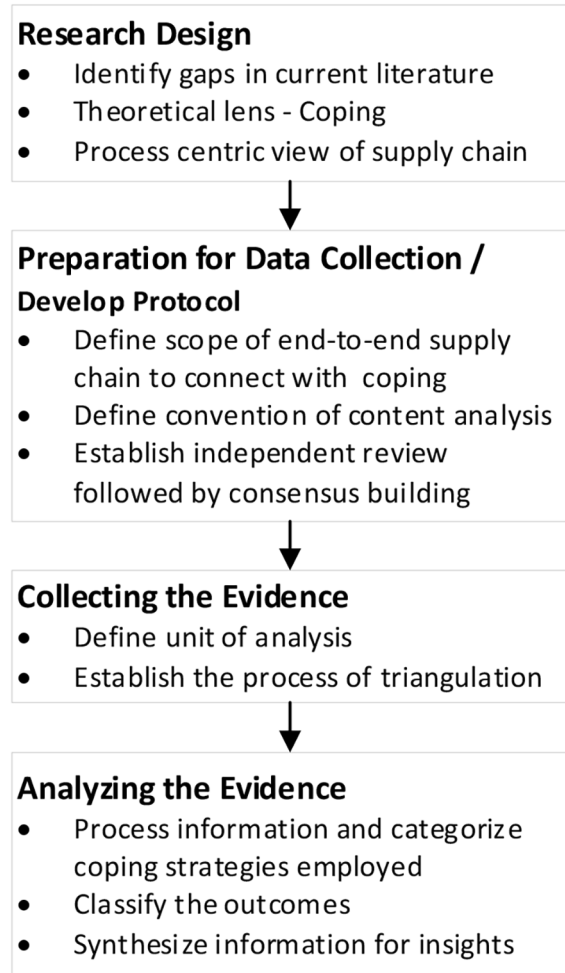 Research Design
• Identify gaps in current literature
• Theoretical lens - Coping
• Process centric view of supply chain
Preparation for Data Collection /
Develop Protocol
• Define scope of end-to-end supply
chain to connect with coping
• Define convention of content analysis
• Establish independent review
followed by consensus building
Collecting the Evidence
• Define unit of analysis
• Establish the process of triangulation
Analyzing the Evidence
• Process information and categorize
coping strategies employed
• Classify the outcomes
• Synthesize information for insights